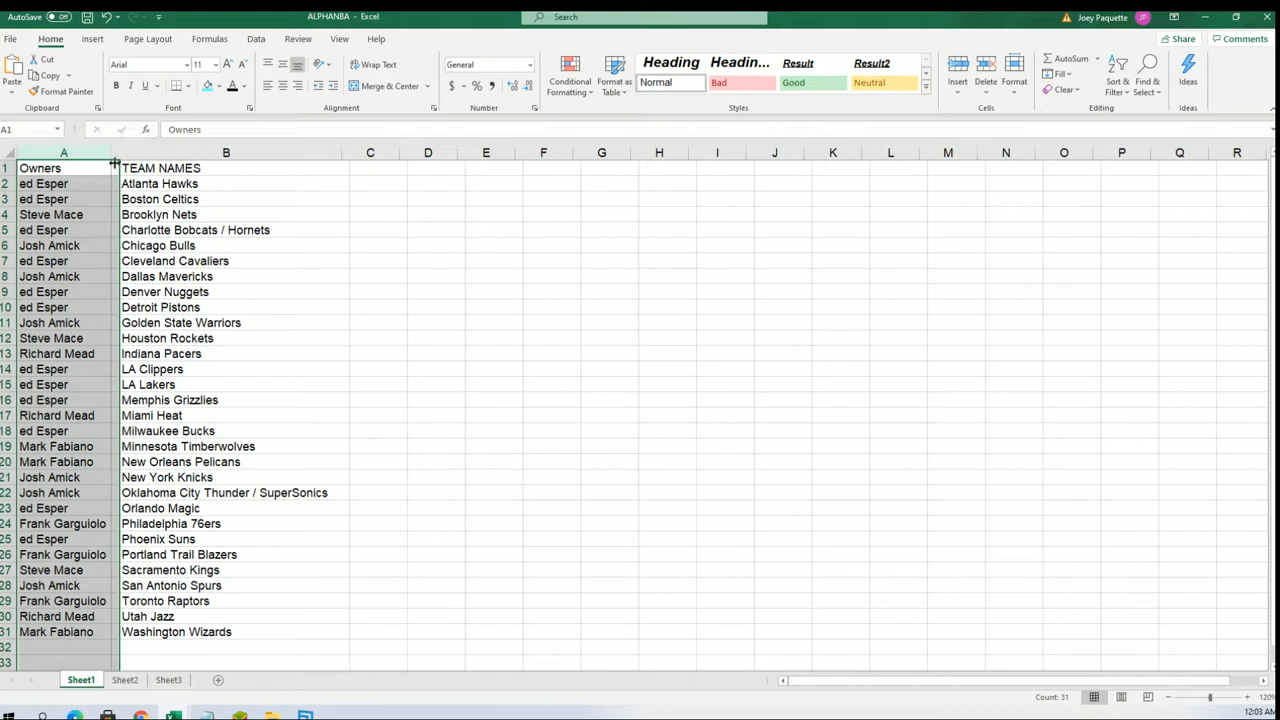 AutoSave Off ALPHANBA - Excel Search Joey Paquette JP
File Home Insert Page Layout Formulas Data Review View Help Share Comments
Paste Cut Copy Format Painter Clipboard
Arial 11 A A B I U A Font
Wrap Text Merge & Center Alignment
General $ % Number
Conditional Formatting Format as Table
Heading... Heading... Result Result2
Normal Bad Good Neutral
Styles
Insert Delete Format Cells
AutoSum Fill Clear Sort & Filter Find & Select Editing
Ideas Ideas
A1 fx Owners
A B C D E F G H I J K L M N O P Q R
1 Owners TEAM NAMES
2 ed Esper Atlanta Hawks
3 ed Esper Boston Celtics
4 Steve Mace Brooklyn Nets
5 ed Esper Charlotte Bobcats / Hornets
6 Josh Amick Chicago Bulls
7 ed Esper Cleveland Cavaliers
8 Josh Amick Dallas Mavericks
9 ed Esper Denver Nuggets
10 ed Esper Detroit Pistons
11 Josh Amick Golden State Warriors
12 Steve Mace Houston Rockets
13 Richard Mead Indiana Pacers
14 ed Esper LA Clippers
15 ed Esper LA Lakers
16 ed Esper Memphis Grizzlies
17 Richard Mead Miami Heat
18 ed Esper Milwaukee Bucks
19 Mark Fabiano Minnesota Timberwolves
20 Mark Fabiano New Orleans Pelicans
21 Josh Amick New York Knicks
22 Josh Amick Oklahoma City Thunder / SuperSonics
23 ed Esper Orlando Magic
24 Frank Garguiolo Philadelphia 76ers
25 ed Esper Phoenix Suns
26 Frank Garguiolo Portland Trail Blazers
27 Steve Mace Sacramento Kings
28 Josh Amick San Antonio Spurs
29 Frank Garguiolo Toronto Raptors
30 Richard Mead Utah Jazz
31 Mark Fabiano Washington Wizards
32
33
Sheet1 Sheet2 Sheet3
Count: 31 120%
12:03 AM